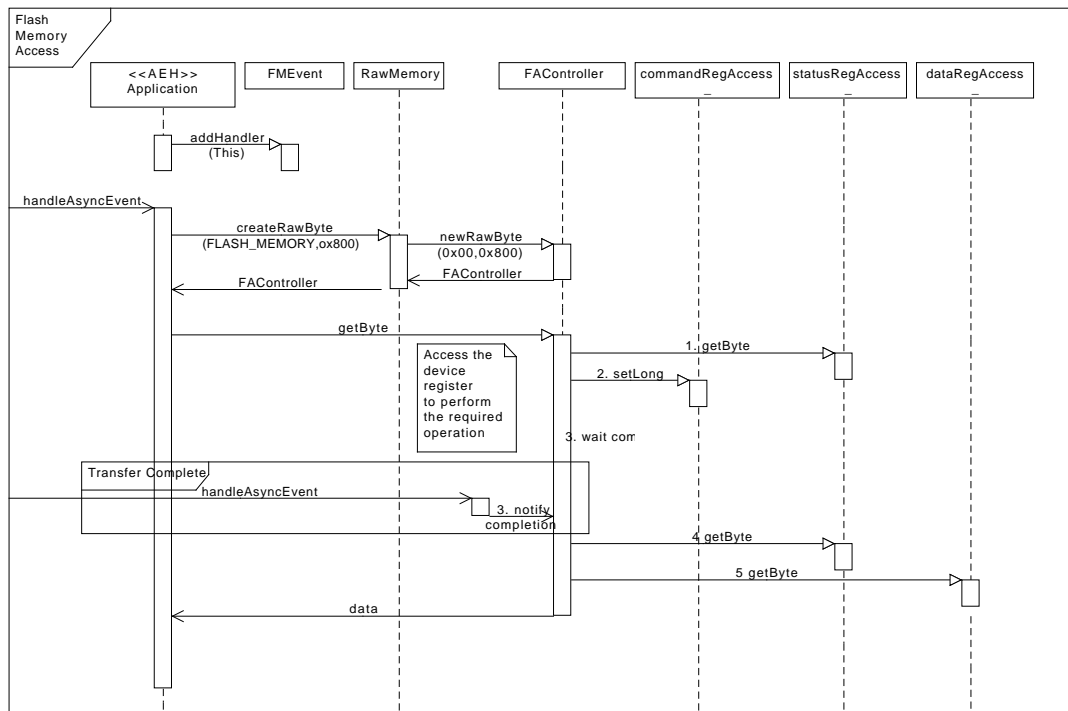 Flash
Memory
Access
<<AEH>>
Application
FMEvent
RawMemory
FAController
commandRegAccess
_
statusRegAccess
_
dataRegAccess
_
addHandler
(This)
handleAsyncEvent
createRawByte
(FLASH_MEMORY,ox800)
newRawByte
(0x00,0x800)
FAController
FAController
getByte
Access the
device
register
to perform
the required
operation
1. getByte
2. setLong
3. wait com
Transfer Complete
handleAsyncEvent
3. notify
completion
4 getByte
5 getByte
data